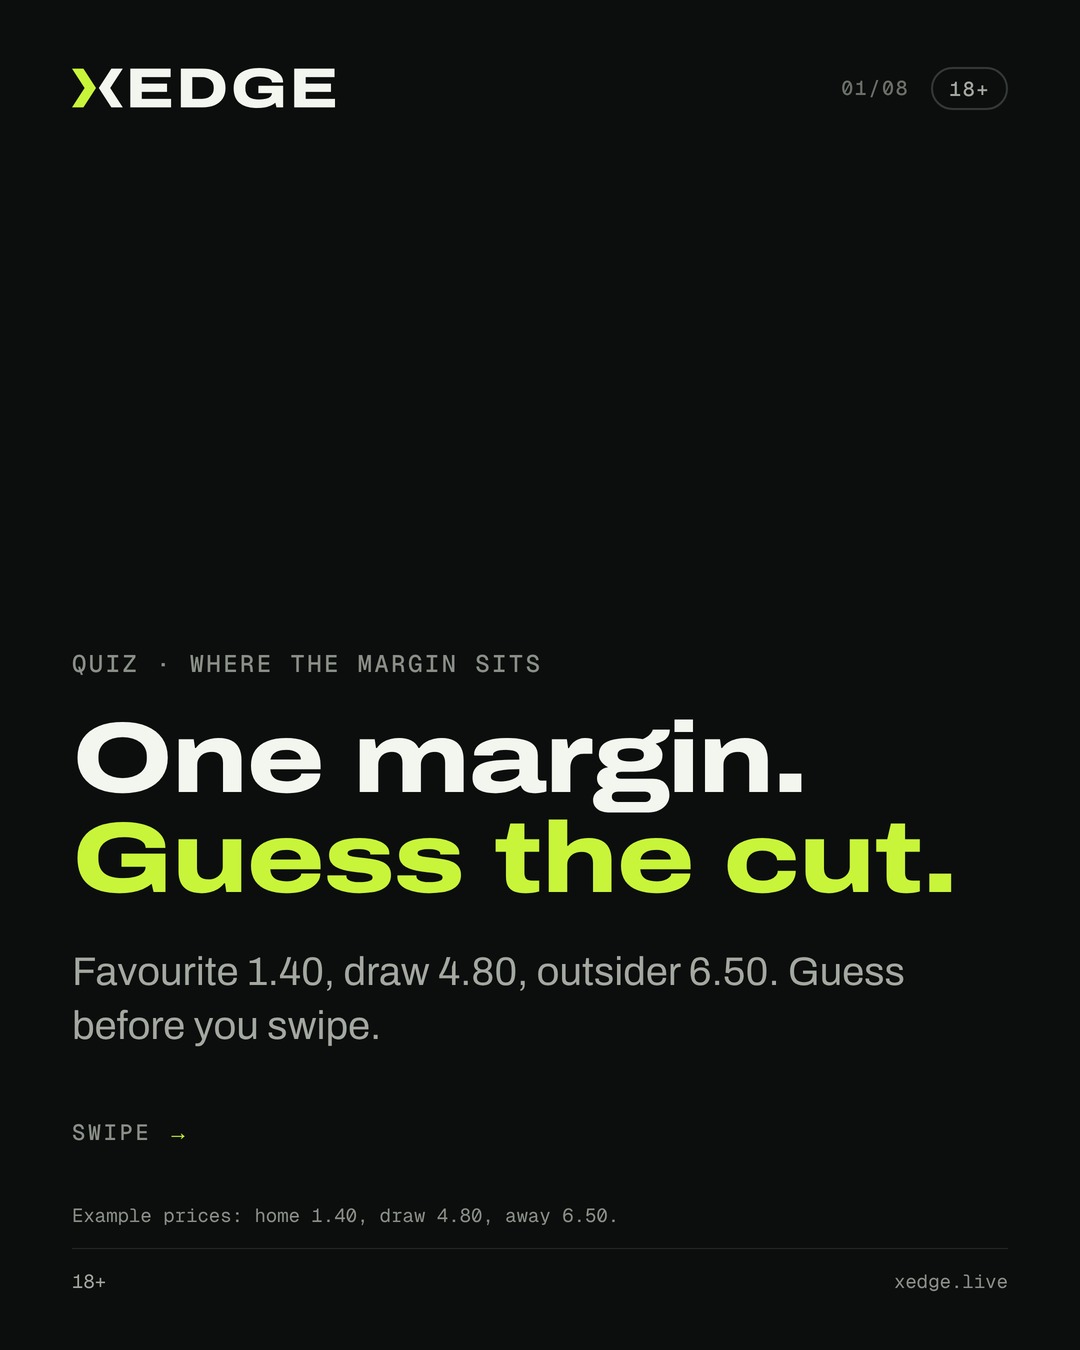 XEDGE
01/08
18+
QUIZ · WHERE THE MARGIN SITS
One margin.
Guess the cut.
Favourite 1.40, draw 4.80, outsider 6.50. Guess
before you swipe.
SWIPE →
Example prices: home 1.40, draw 4.80, away 6.50.
18+
xedge.live